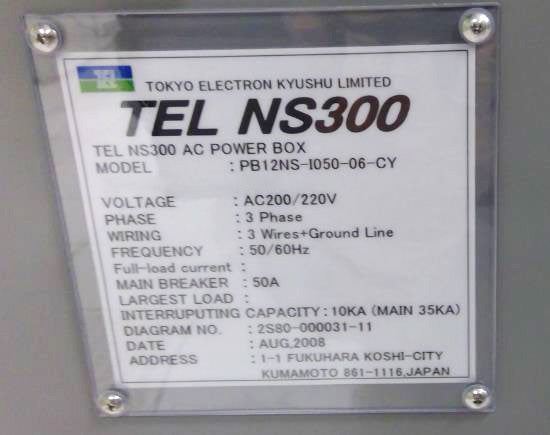 TEL
TOKYO ELECTRON KYUSHU LIMITED
TEL NS300
TEL NS300 AC POWER BOX
MODEL : PB12NS-I050-06-CY
VOLTAGE : AC200/220V
PHASE : 3 Phase
WIRING : 3 Wires+Ground Line
FREQUENCY : 50/60Hz
Full-load current :
MAIN BREAKER : 50A
LARGEST LOAD :
INTERRUPUTING CAPACITY : 10KA (MAIN 35KA)
DIAGRAM NO. : 2S80-000031-11
DATE : AUG,2008
ADDRESS : 1-1 FUKUHARA KOSHI-CITY
KUMAMOTO 861-1116,JAPAN